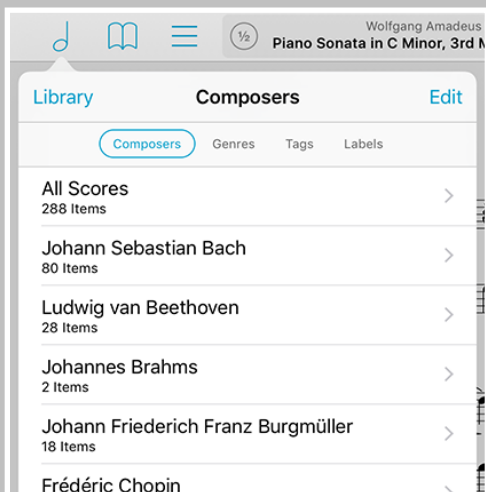 ½
Wolfgang Amadeus
Piano Sonata in C Minor, 3rd
Library Composers Edit
Composers Genres Tags Labels
All Scores
288 Items
Johann Sebastian Bach
80 Items
Ludwig van Beethoven
28 Items
Johannes Brahms
2 Items
Johann Friederich Franz Burgmüller
18 Items
Frédéric Chopin